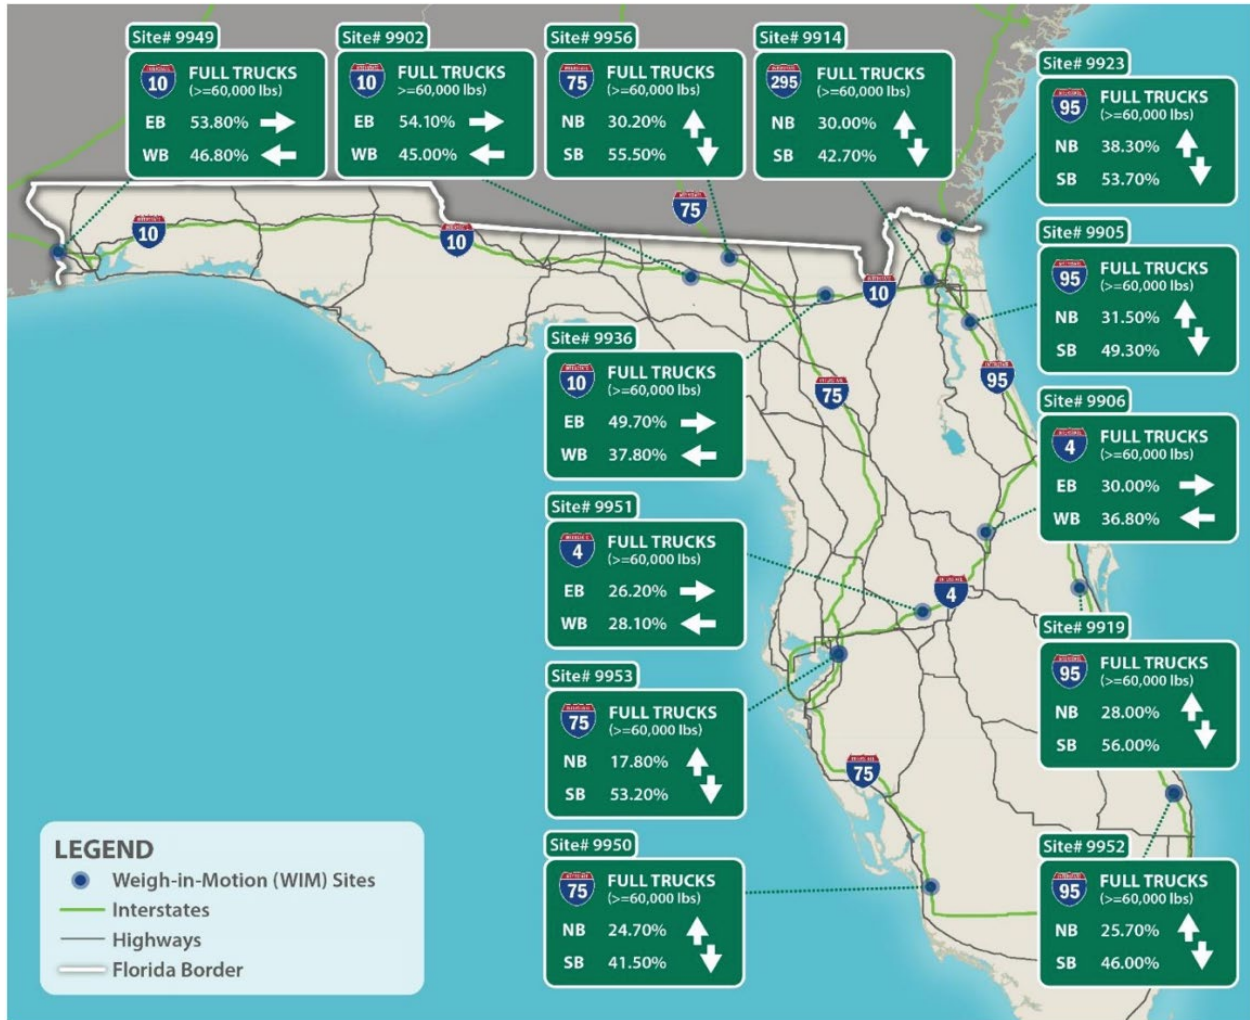 Site# 9949
10
FULL TRUCKS
(>=60,000 lbs)
EB 53.80%
WB 46.80%
Site# 9902
10
FULL TRUCKS
>=60,000 lbs)
EB 54.10%
WB 45.00%
Site# 9956
75
FULL TRUCKS
(>=60,000 lbs)
NB 30.20%
SB 55.50%
Site# 9914
295
FULL TRUCKS
(>=60,000 lbs)
NB 30.00%
SB 42.70%
Site# 9923
95
FULL TRUCKS
(>=60,000 lbs)
NB 38.30%
SB 53.70%
75
10
10
10
Site# 9905
95
FULL TRUCKS
(>=60,000 lbs)
NB 31.50%
SB 49.30%
Site# 9936
10
FULL TRUCKS
(>=60,000 lbs)
EB 49.70%
WB 37.80%
75
95
Site# 9906
4
FULL TRUCKS
(>=60,000 lbs)
EB 30.00%
WB 36.80%
Site# 9951
4
FULL TRUCKS
(>=60,000 lbs)
EB 26.20%
WB 28.10%
4
Site# 9919
95
FULL TRUCKS
(>=60,000 lbs)
NB 28.00%
SB 56.00%
Site# 9953
75
FULL TRUCKS
(>=60,000 lbs)
NB 17.80%
SB 53.20%
75
Site# 9950
75
FULL TRUCKS
(>=60,000 lbs)
NB 24.70%
SB 41.50%
Site# 9952
95
FULL TRUCKS
(>=60,000 lbs)
NB 25.70%
SB 46.00%
LEGEND
Weigh-in-Motion (WIM) Sites
Interstates
Highways
Florida Border